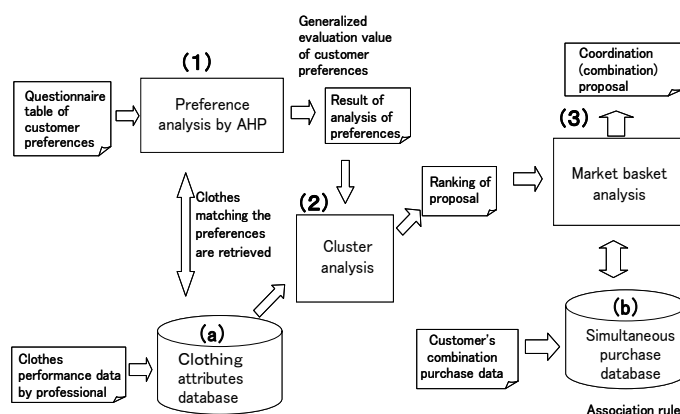 Generalized
evaluation value
of customer
preferences
(1)
Questionnaire
table of
customer
preferences
Preference
analysis by AHP
Result of
analysis of
preferences
Coordination
(combination)
proposal
(3)
Market basket
analysis
Ranking of
proposal
(2)
Cluster
analysis
Clothes
matching the
preferences
are retrieved
(a)
Clothing
attributes
database
Clothes
performance data
by professional
(b)
Simultaneous
purchase
database
Customer's
combination
purchase data
Association rule